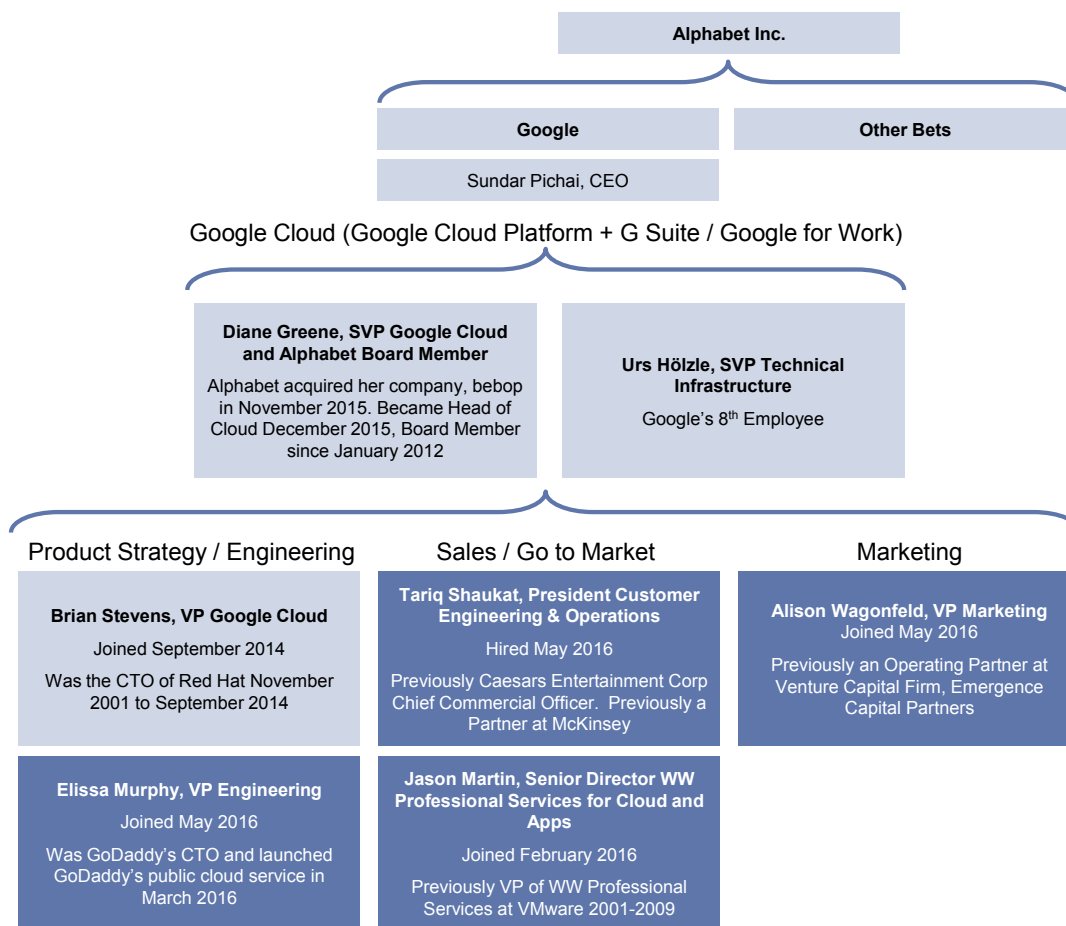 Alphabet Inc.
Google
Other Bets
Sundar Pichai, CEO
Google Cloud (Google Cloud Platform + G Suite / Google for Work)
Diane Greene, SVP Google Cloud
and Alphabet Board Member
Alphabet acquired her company, bebop
in November 2015. Became Head of
Cloud December 2015, Board Member
since January 2012
Urs Hölzle, SVP Technical
Infrastructure
Google's 8th Employee
Product Strategy / Engineering
Brian Stevens, VP Google Cloud
Joined September 2014
Was the CTO of Red Hat November
2001 to September 2014
Elissa Murphy, VP Engineering
Joined May 2016
Was GoDaddy's CTO and launched
GoDaddy's public cloud service in
March 2016
Sales / Go to Market
Tariq Shaukat, President Customer
Engineering & Operations
Hired May 2016
Previously Caesars Entertainment Corp
Chief Commercial Officer.  Previously a
Partner at McKinsey
Jason Martin, Senior Director WW
Professional Services for Cloud and
Apps
Joined February 2016
Previously VP of WW Professional
Services at VMware 2001-2009
Marketing
Alison Wagonfeld, VP Marketing
Joined May 2016
Previously an Operating Partner at
Venture Capital Firm, Emergence
Capital Partners